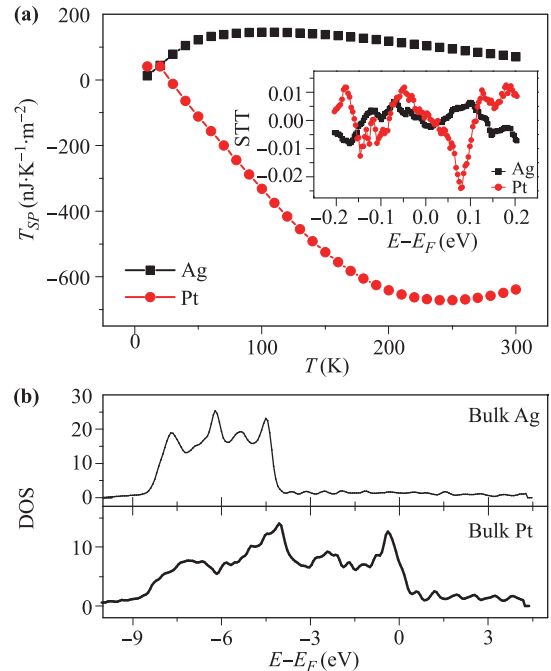 (a)
200
0
−200
−400
−600
T_SP (nJ·K⁻¹·m⁻²)
0
100
200
300
T (K)
Ag
Pt
0.01
0.00
−0.01
−0.02
STT
−0.2
−0.1
0.0
0.1
0.2
E−E_F (eV)
Ag
Pt
(b)
30
20
10
0
Bulk Ag
DOS
10
0
Bulk Pt
−9
−6
−3
0
3
E−E_F (eV)